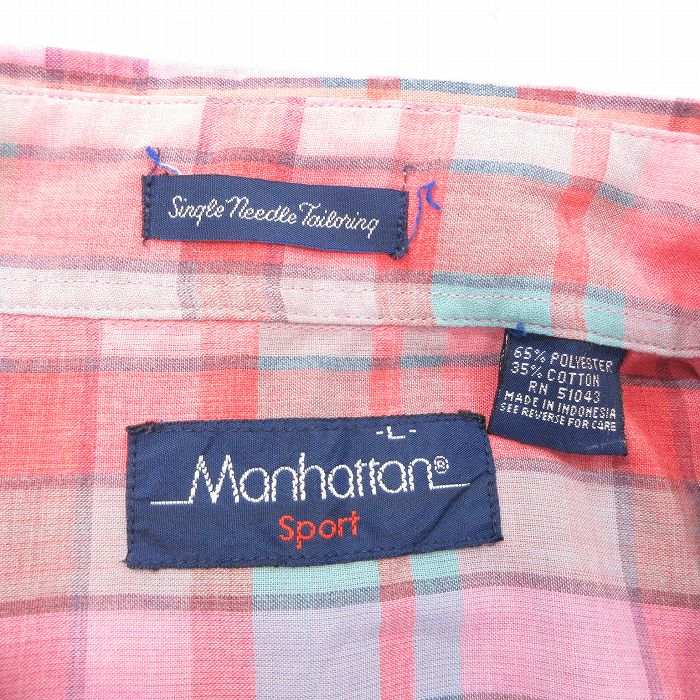 Single Needle Tailoring
65% POLYESTER
35% COTTON
RN 51043
MADE IN INDONESIA
SEE REVERSE FOR CARE
-L-
Manhattan®
Sport